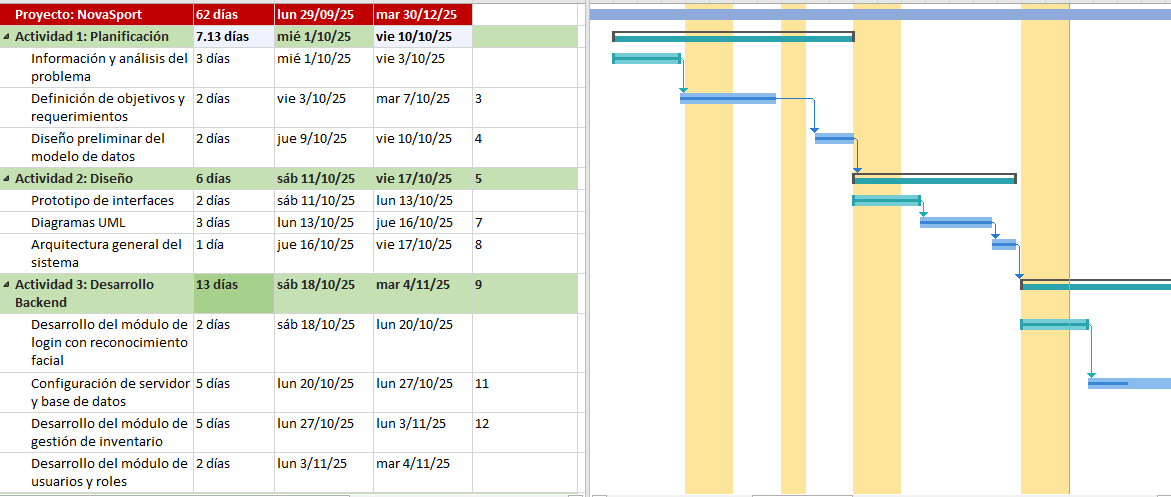 Proyecto: NovaSport 62 días lun 29/09/25 mar 30/12/25
Actividad 1: Planificación 7.13 días mié 1/10/25 vie 10/10/25
Información y análisis del problema 3 días mié 1/10/25 vie 3/10/25
Definición de objetivos y requerimientos 2 días vie 3/10/25 mar 7/10/25 3
Diseño preliminar del modelo de datos 2 días jue 9/10/25 vie 10/10/25 4
Actividad 2: Diseño 6 días sáb 11/10/25 vie 17/10/25 5
Prototipo de interfaces 2 días sáb 11/10/25 lun 13/10/25
Diagramas UML 3 días lun 13/10/25 jue 16/10/25 7
Arquitectura general del sistema 1 día jue 16/10/25 vie 17/10/25 8
Actividad 3: Desarrollo Backend 13 días sáb 18/10/25 mar 4/11/25 9
Desarrollo del módulo de login con reconocimiento facial 2 días sáb 18/10/25 lun 20/10/25
Configuración de servidor y base de datos 5 días lun 20/10/25 lun 27/10/25 11
Desarrollo del módulo de gestión de inventario 5 días lun 27/10/25 lun 3/11/25 12
Desarrollo del módulo de usuarios y roles 2 días lun 3/11/25 mar 4/11/25